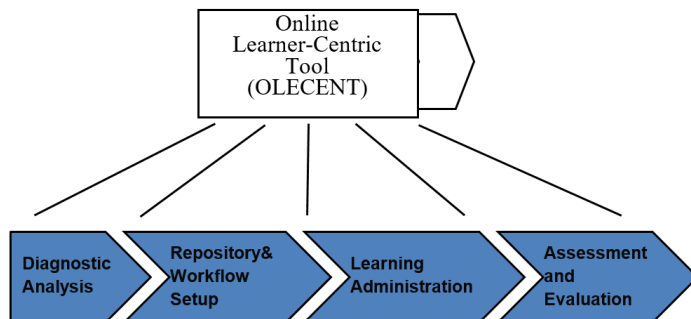 Online
Learner-Centric
Tool
(OLECENT)
Diagnostic
Analysis
Repository&
Workflow
Setup
Learning
Administration
Assessment
and
Evaluation